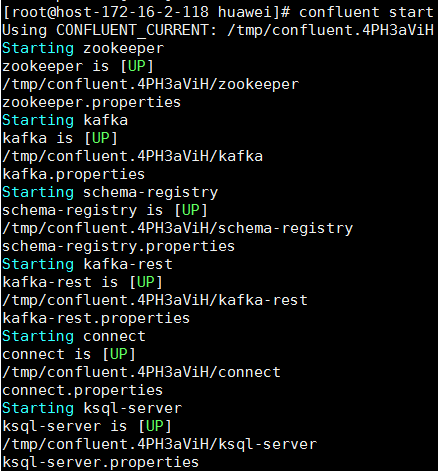 [root@host-172-16-2-118 huawei]# confluent start
Using CONFLUENT_CURRENT: /tmp/confluent.4PH3aViH
Starting zookeeper
zookeeper is [UP]
/tmp/confluent.4PH3aViH/zookeeper
zookeeper.properties
Starting kafka
kafka is [UP]
/tmp/confluent.4PH3aViH/kafka
kafka.properties
Starting schema-registry
schema-registry is [UP]
/tmp/confluent.4PH3aViH/schema-registry
schema-registry.properties
Starting kafka-rest
kafka-rest is [UP]
/tmp/confluent.4PH3aViH/kafka-rest
kafka-rest.properties
Starting connect
connect is [UP]
/tmp/confluent.4PH3aViH/connect
connect.properties
Starting ksql-server
ksql-server is [UP]
/tmp/confluent.4PH3aViH/ksql-server
ksql-server.properties